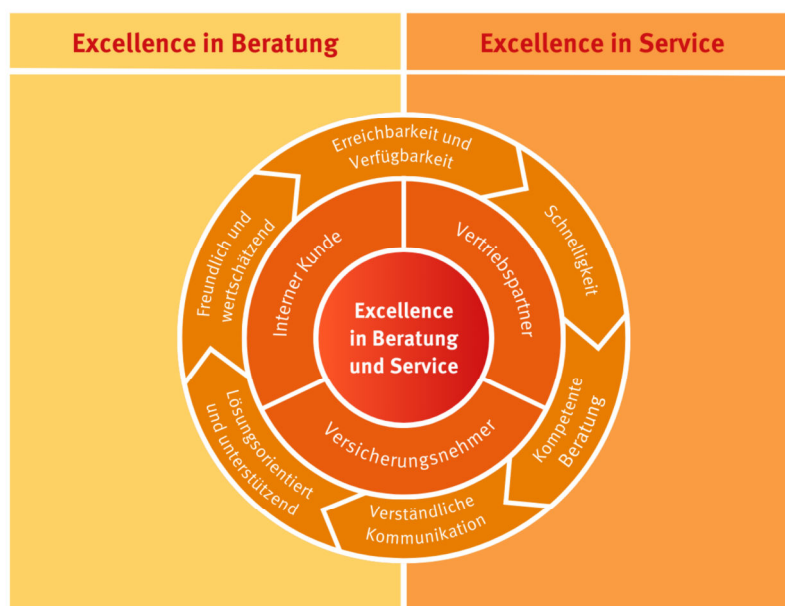 Excellence in Beratung
Excellence in Service
Erreichbarkeit und
Verfügbarkeit
Schnelligkeit
Kompetente
Beratung
Verständliche
Kommunikation
Lösungsorientiert
und unterstützend
Freundlich und
wertschätzend
Interner Kunde
Vertriebspartner
Versicherungsnehmer
Excellence
in Beratung
und Service